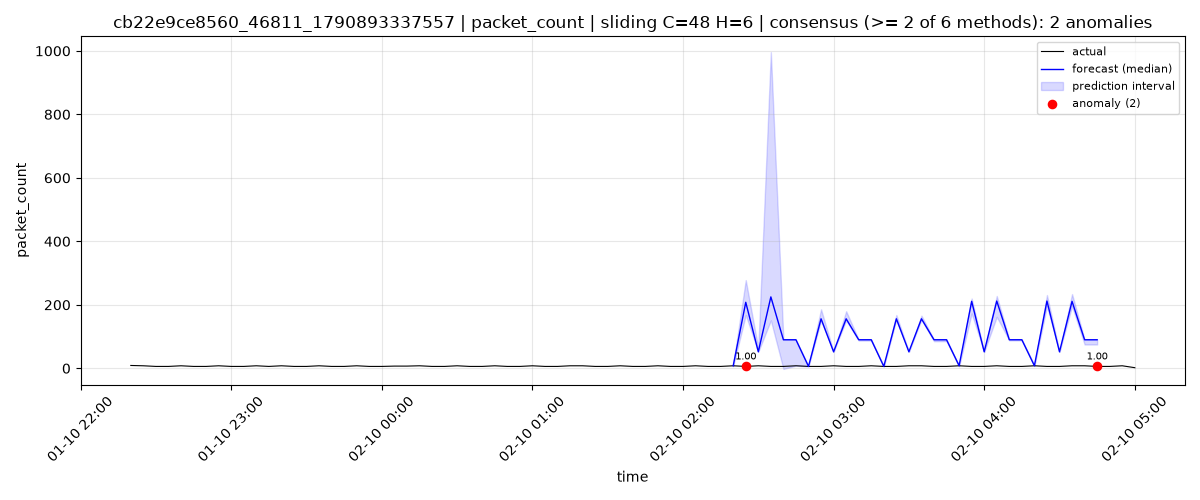 cb22e9ce8560_46811_1790893337557 | packet_count | sliding C=48 H=6 | consensus (>= 2 of 6 methods): 2 anomalies
packet_count
1000
800
600
400
200
0
actual
forecast (median)
prediction interval
anomaly (2)
1.00
1.00
01-10 22:00
01-10 23:00
02-10 00:00
02-10 01:00
02-10 02:00
02-10 03:00
02-10 04:00
02-10 05:00
time